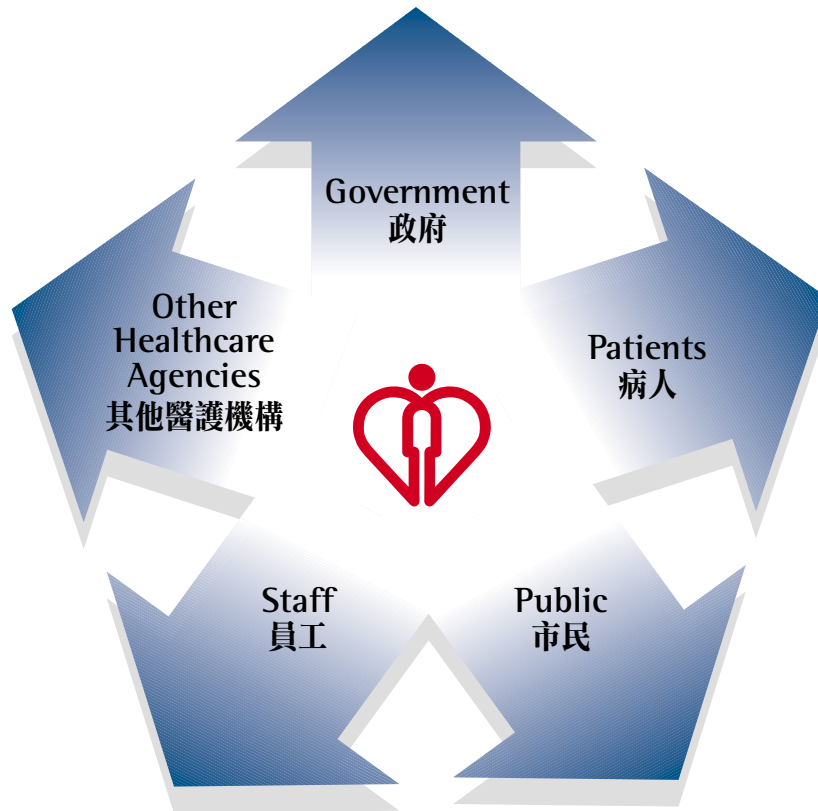 Government
政府
Patients
病人
Public
市民
Staff
員工
Other
Healthcare
Agencies
其他醫護機構